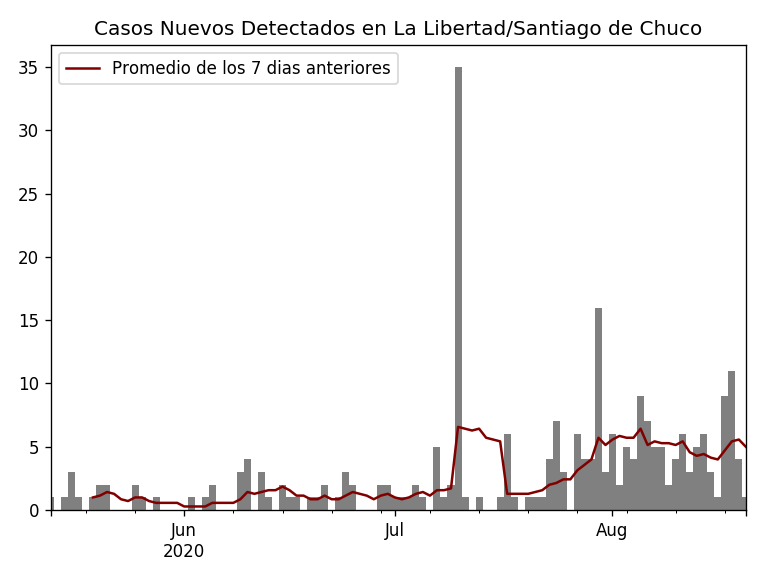 Casos Nuevos Detectados en La Libertad/Santiago de Chuco
Promedio de los 7 dias anteriores
35
30
25
20
15
10
5
0
Jun
2020
Jul
Aug